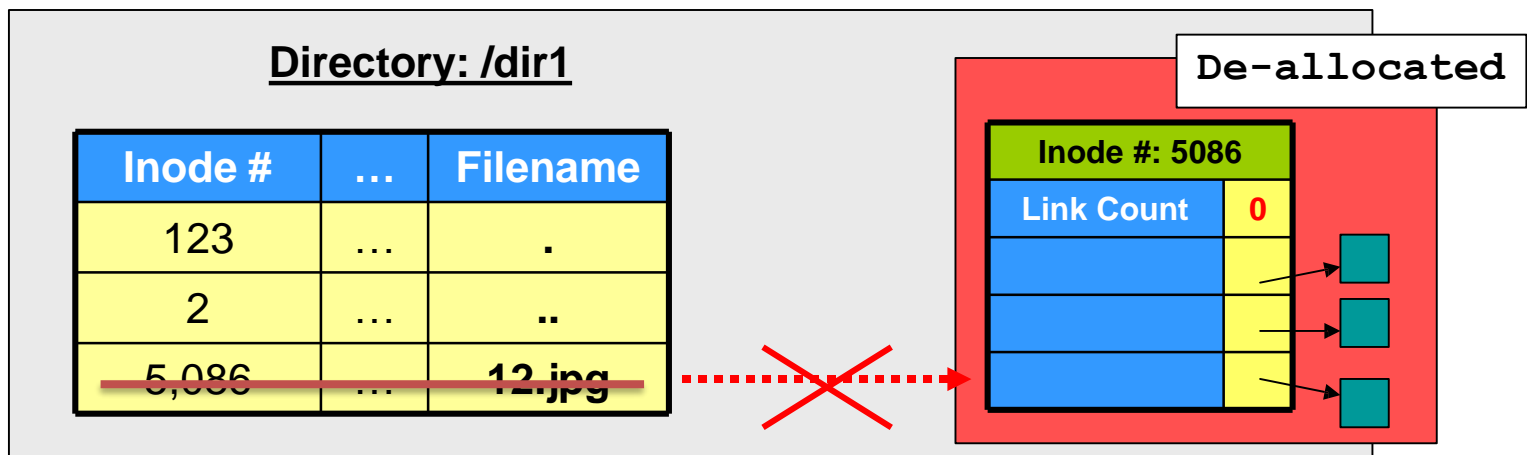 Directory: /dir1
De-allocated
Inode # … Filename
123 … .
2 … ..
5,086 … 12.jpg
Inode #: 5086
Link Count 0